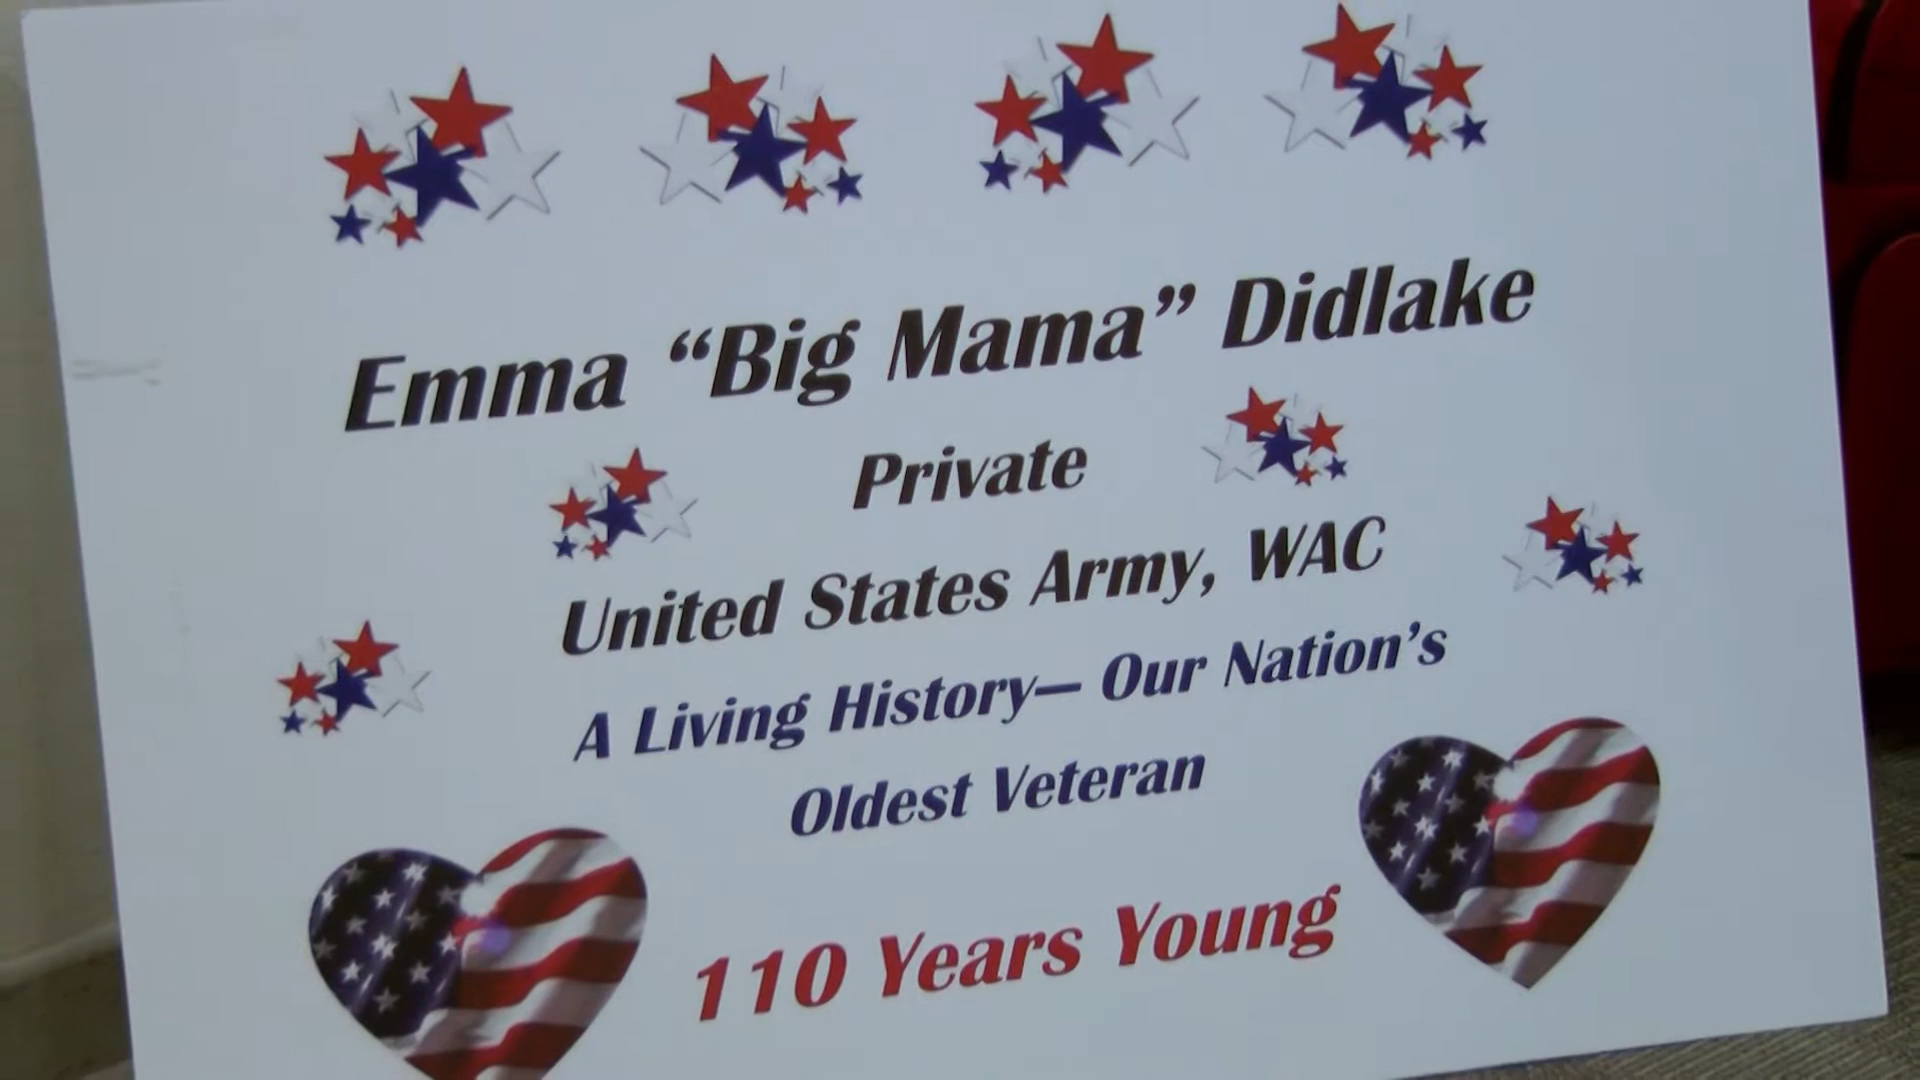 Emma “Big Mama” Didlake
Private
United States Army, WAC
A Living History— Our Nation’s
Oldest Veteran
110 Years Young